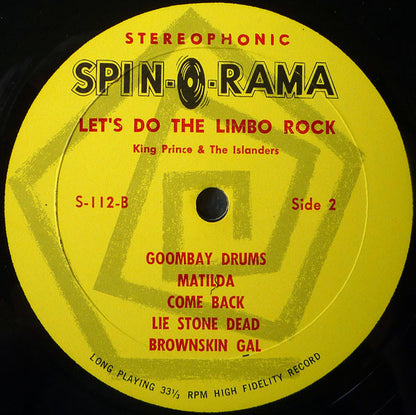 STEREOPHONIC
SPIN-O-RAMA
LET'S DO THE LIMBO ROCK
King Prince & The Islanders
S-112-B Side 2
GOOMBAY DRUMS
MATILDA
COME BACK
LIE STONE DEAD
BROWNSKIN GAL
LONG PLAYING 33⅓ RPM HIGH FIDELITY RECORD